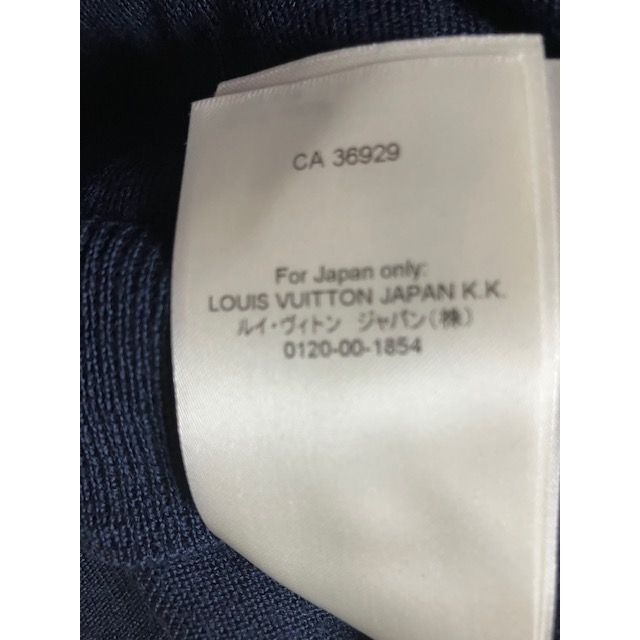 CA 36929
For Japan only:
LOUIS VUITTON JAPAN K.K.
ルイ・ヴィトン ジャパン(株)
0120-00-1854